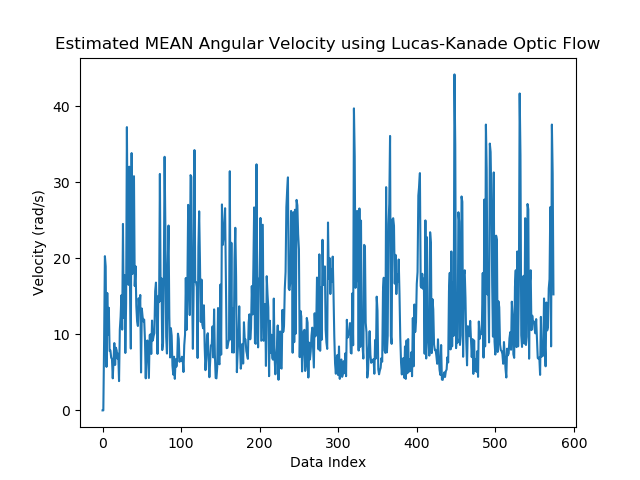 Estimated MEAN Angular Velocity using Lucas-Kanade Optic Flow
40
30
20
10
0
Velocity (rad/s)
0 100 200 300 400 500 600
Data Index